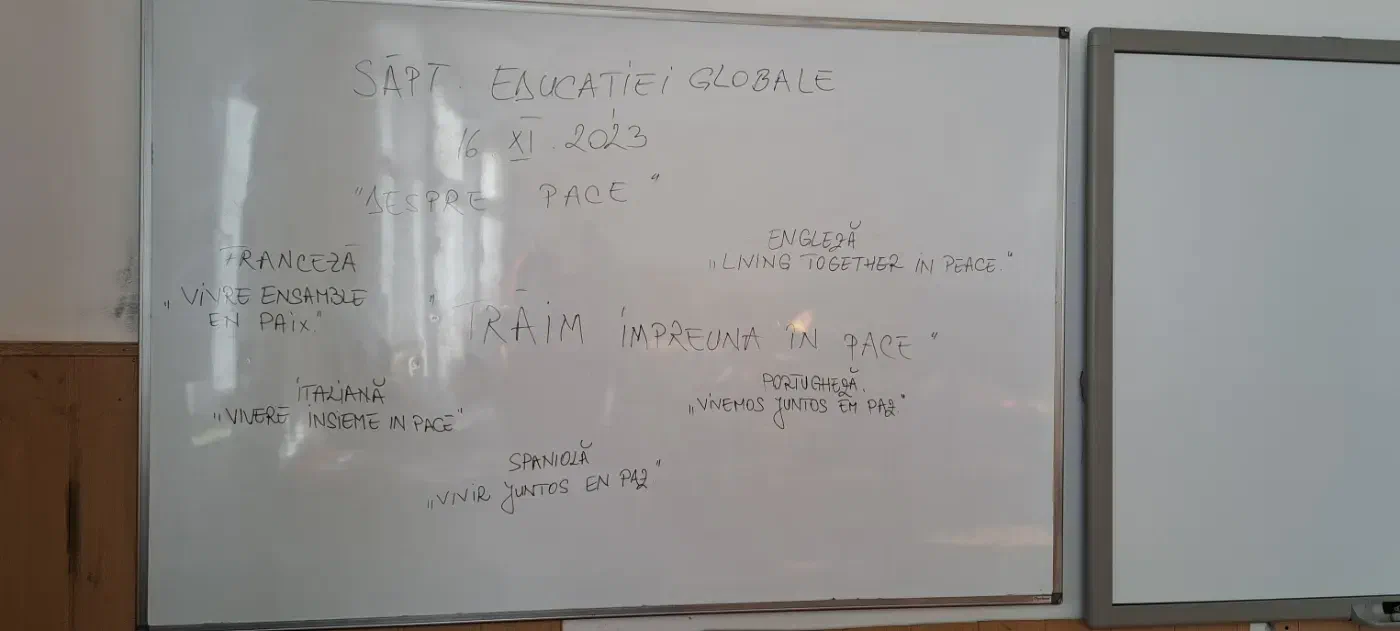 SĂPT. EDUCAȚIEI GLOBALE
16 XI. 2023
"DESPRE PACE"
FRANCEZĂ
„VIVRE ENSAMBLE
EN PAIX."
ENGLEZĂ
„LIVING TOGETHER IN PEACE."
"TRĂIM ÎMPREUNA ÎN PACE"
ITALIANĂ
„VIVERE INSIEME IN PACE"
PORTUGHEZĂ.
„VIVEMOS JUNTOS EM PAZ."
SPANIOLĂ
„VIVIR JUNTOS EN PAZ"